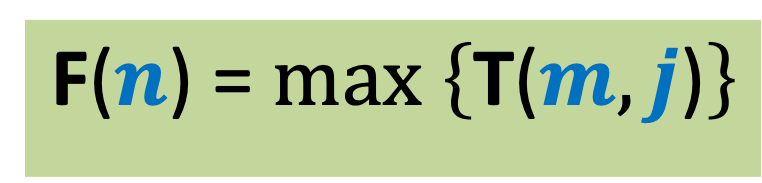 F(n) = max {T(m, j)}